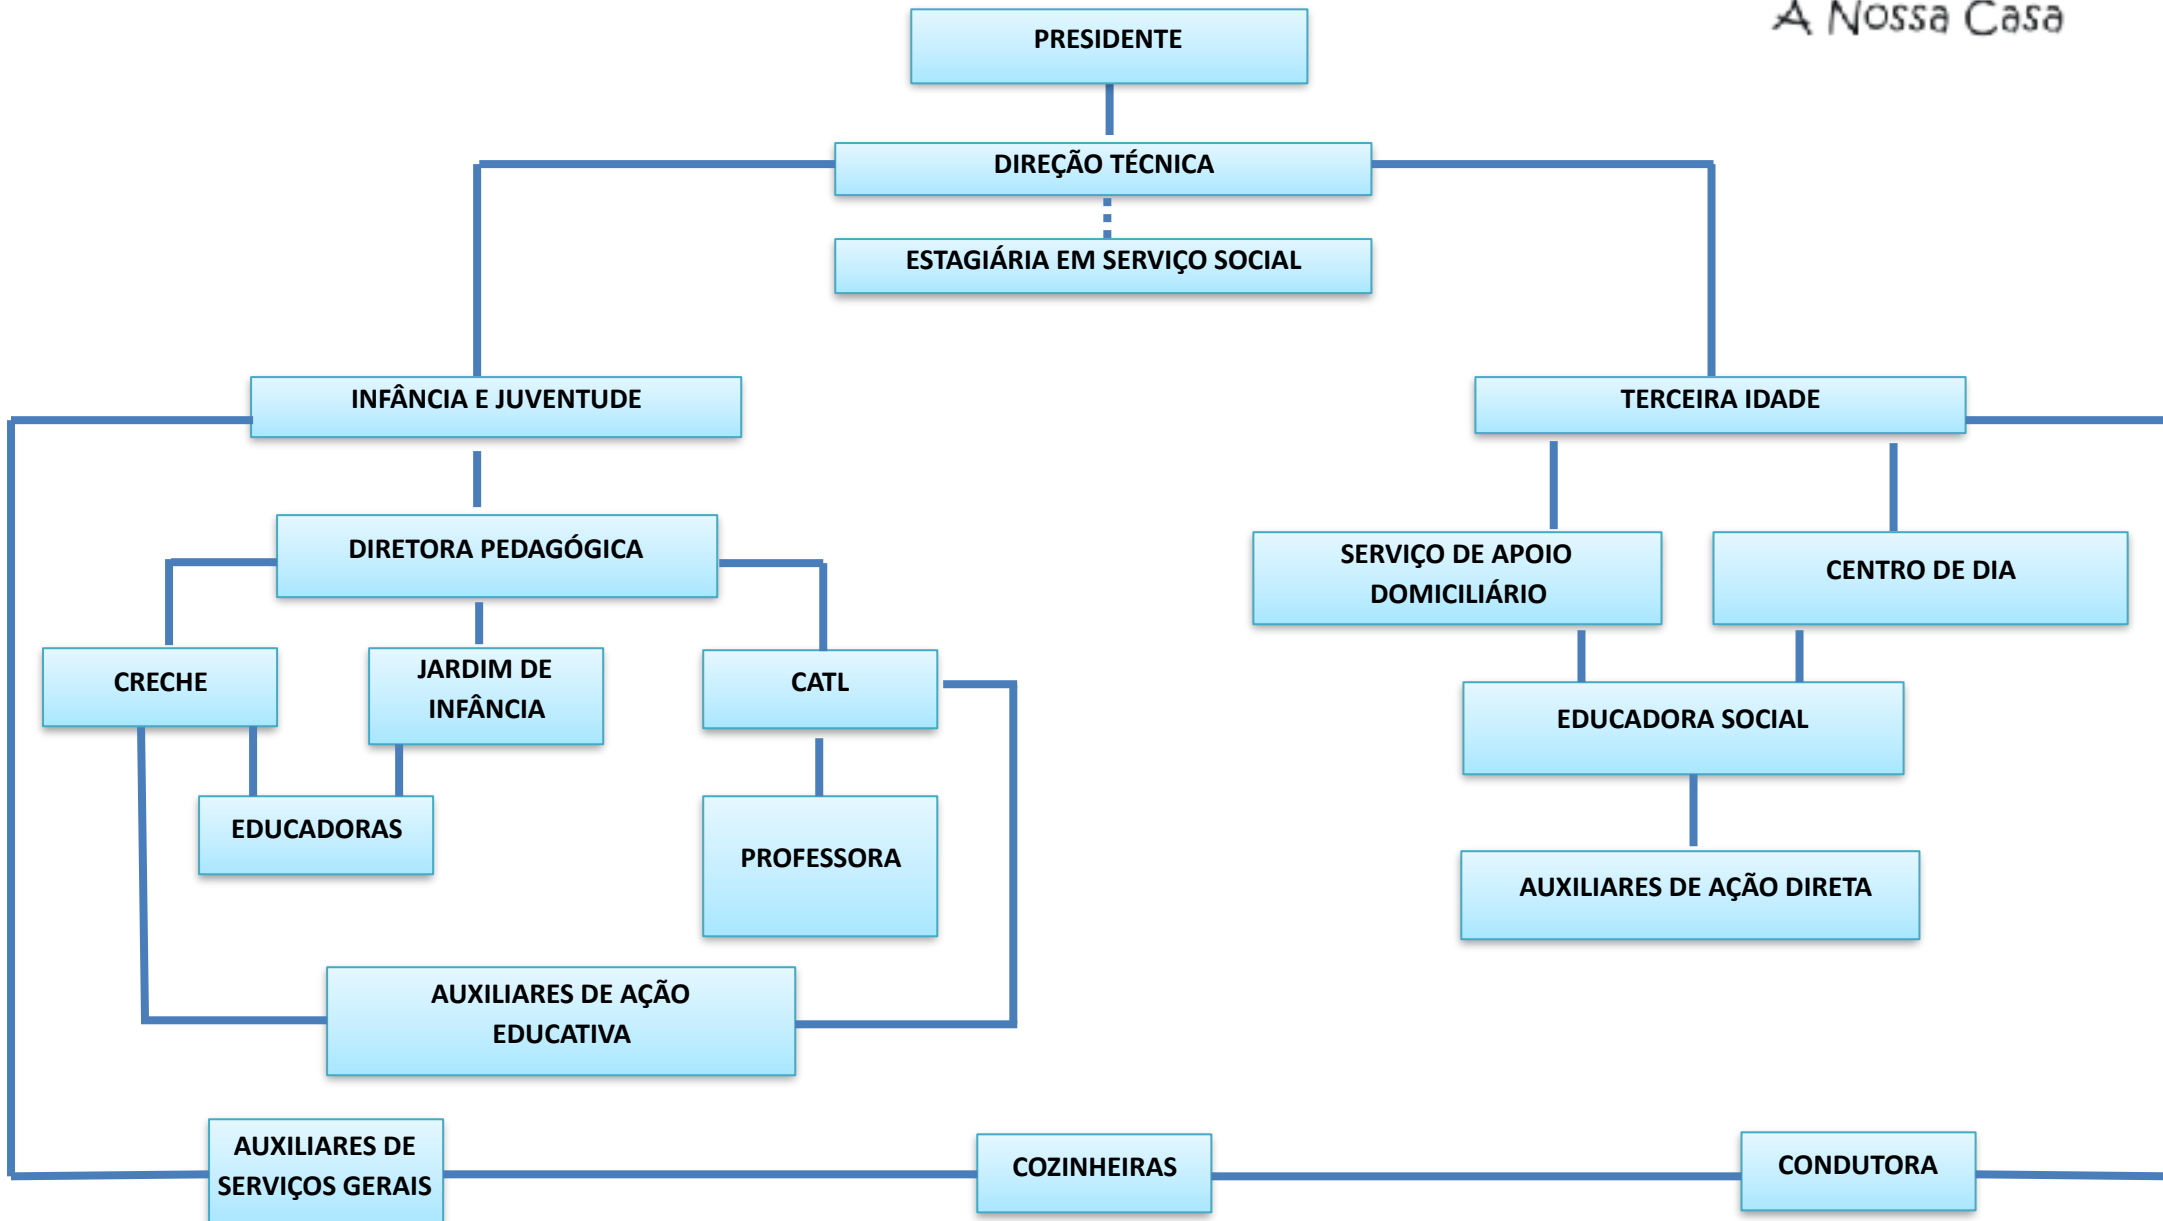 A Nossa Casa
PRESIDENTE
DIREÇÃO TÉCNICA
ESTAGIÁRIA EM SERVIÇO SOCIAL
INFÂNCIA E JUVENTUDE
TERCEIRA IDADE
DIRETORA PEDAGÓGICA
SERVIÇO DE APOIO
DOMICILIÁRIO
CENTRO DE DIA
CRECHE
JARDIM DE
INFÂNCIA
CATL
EDUCADORA SOCIAL
EDUCADORAS
PROFESSORA
AUXILIARES DE AÇÃO DIRETA
AUXILIARES DE AÇÃO
EDUCATIVA
AUXILIARES DE
SERVIÇOS GERAIS
COZINHEIRAS
CONDUTORA